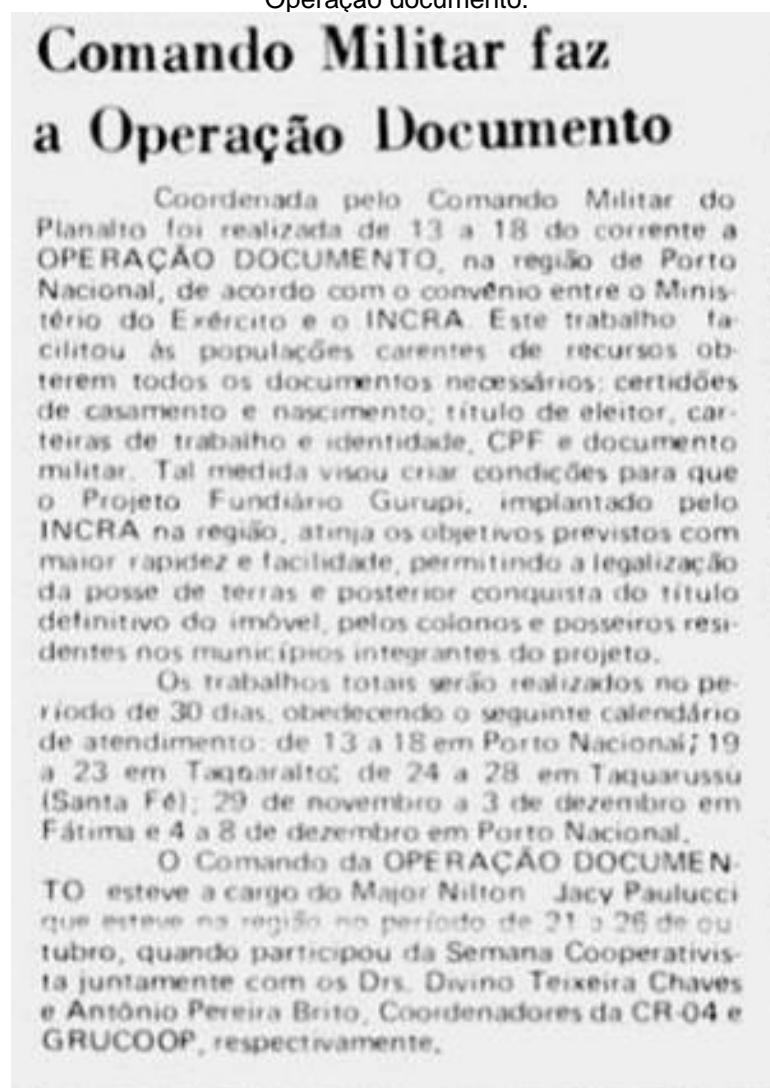 Operação documento.
Comando Militar faz
a Operação Documento
Coordenada pelo Comando Militar do
Planalto foi realizada de 13 a 18 do corrente a
OPERAÇÃO DOCUMENTO, na região de Porto
Nacional, de acordo com o convênio entre o Minis-
tério do Exército e o INCRA. Este trabalho fa-
cilitou às populações carentes de recursos ob-
terem todos os documentos necessários: certidões
de casamento e nascimento; título de eleitor, car-
teiras de trabalho e identidade, CPF e documento
militar. Tal medida visou criar condições para que
o Projeto Fundiário Gurupi, implantado pelo
INCRA na região, atinja os objetivos previstos com
maior rapidez e facilidade, permitindo a legalização
da posse de terras e posterior conquista do título
definitivo do imóvel, pelos colonos e posseiros resi-
dentes nos municípios integrantes do projeto.
Os trabalhos totais serão realizados no pe-
ríodo de 30 dias, obedecendo o seguinte calendário
de atendimento: de 13 a 18 em Porto Nacional; 19
a 23 em Taquaralto; de 24 a 28 em Taquarussu
(Santa Fé); 29 de novembro a 3 de dezembro em
Fátima e 4 a 8 de dezembro em Porto Nacional.
O Comando da OPERAÇÃO DOCUMEN-
TO esteve a cargo do Major Nilton Jacy Paulucci
que esteve na região no período de 21 a 26 de ou-
tubro, quando participou da Semana Cooperativis-
ta juntamente com os Drs. Divino Teixeira Chaves
e Antônio Pereira Brito, Coordenadores da CR-04 e
GRUCOOP, respectivamente.